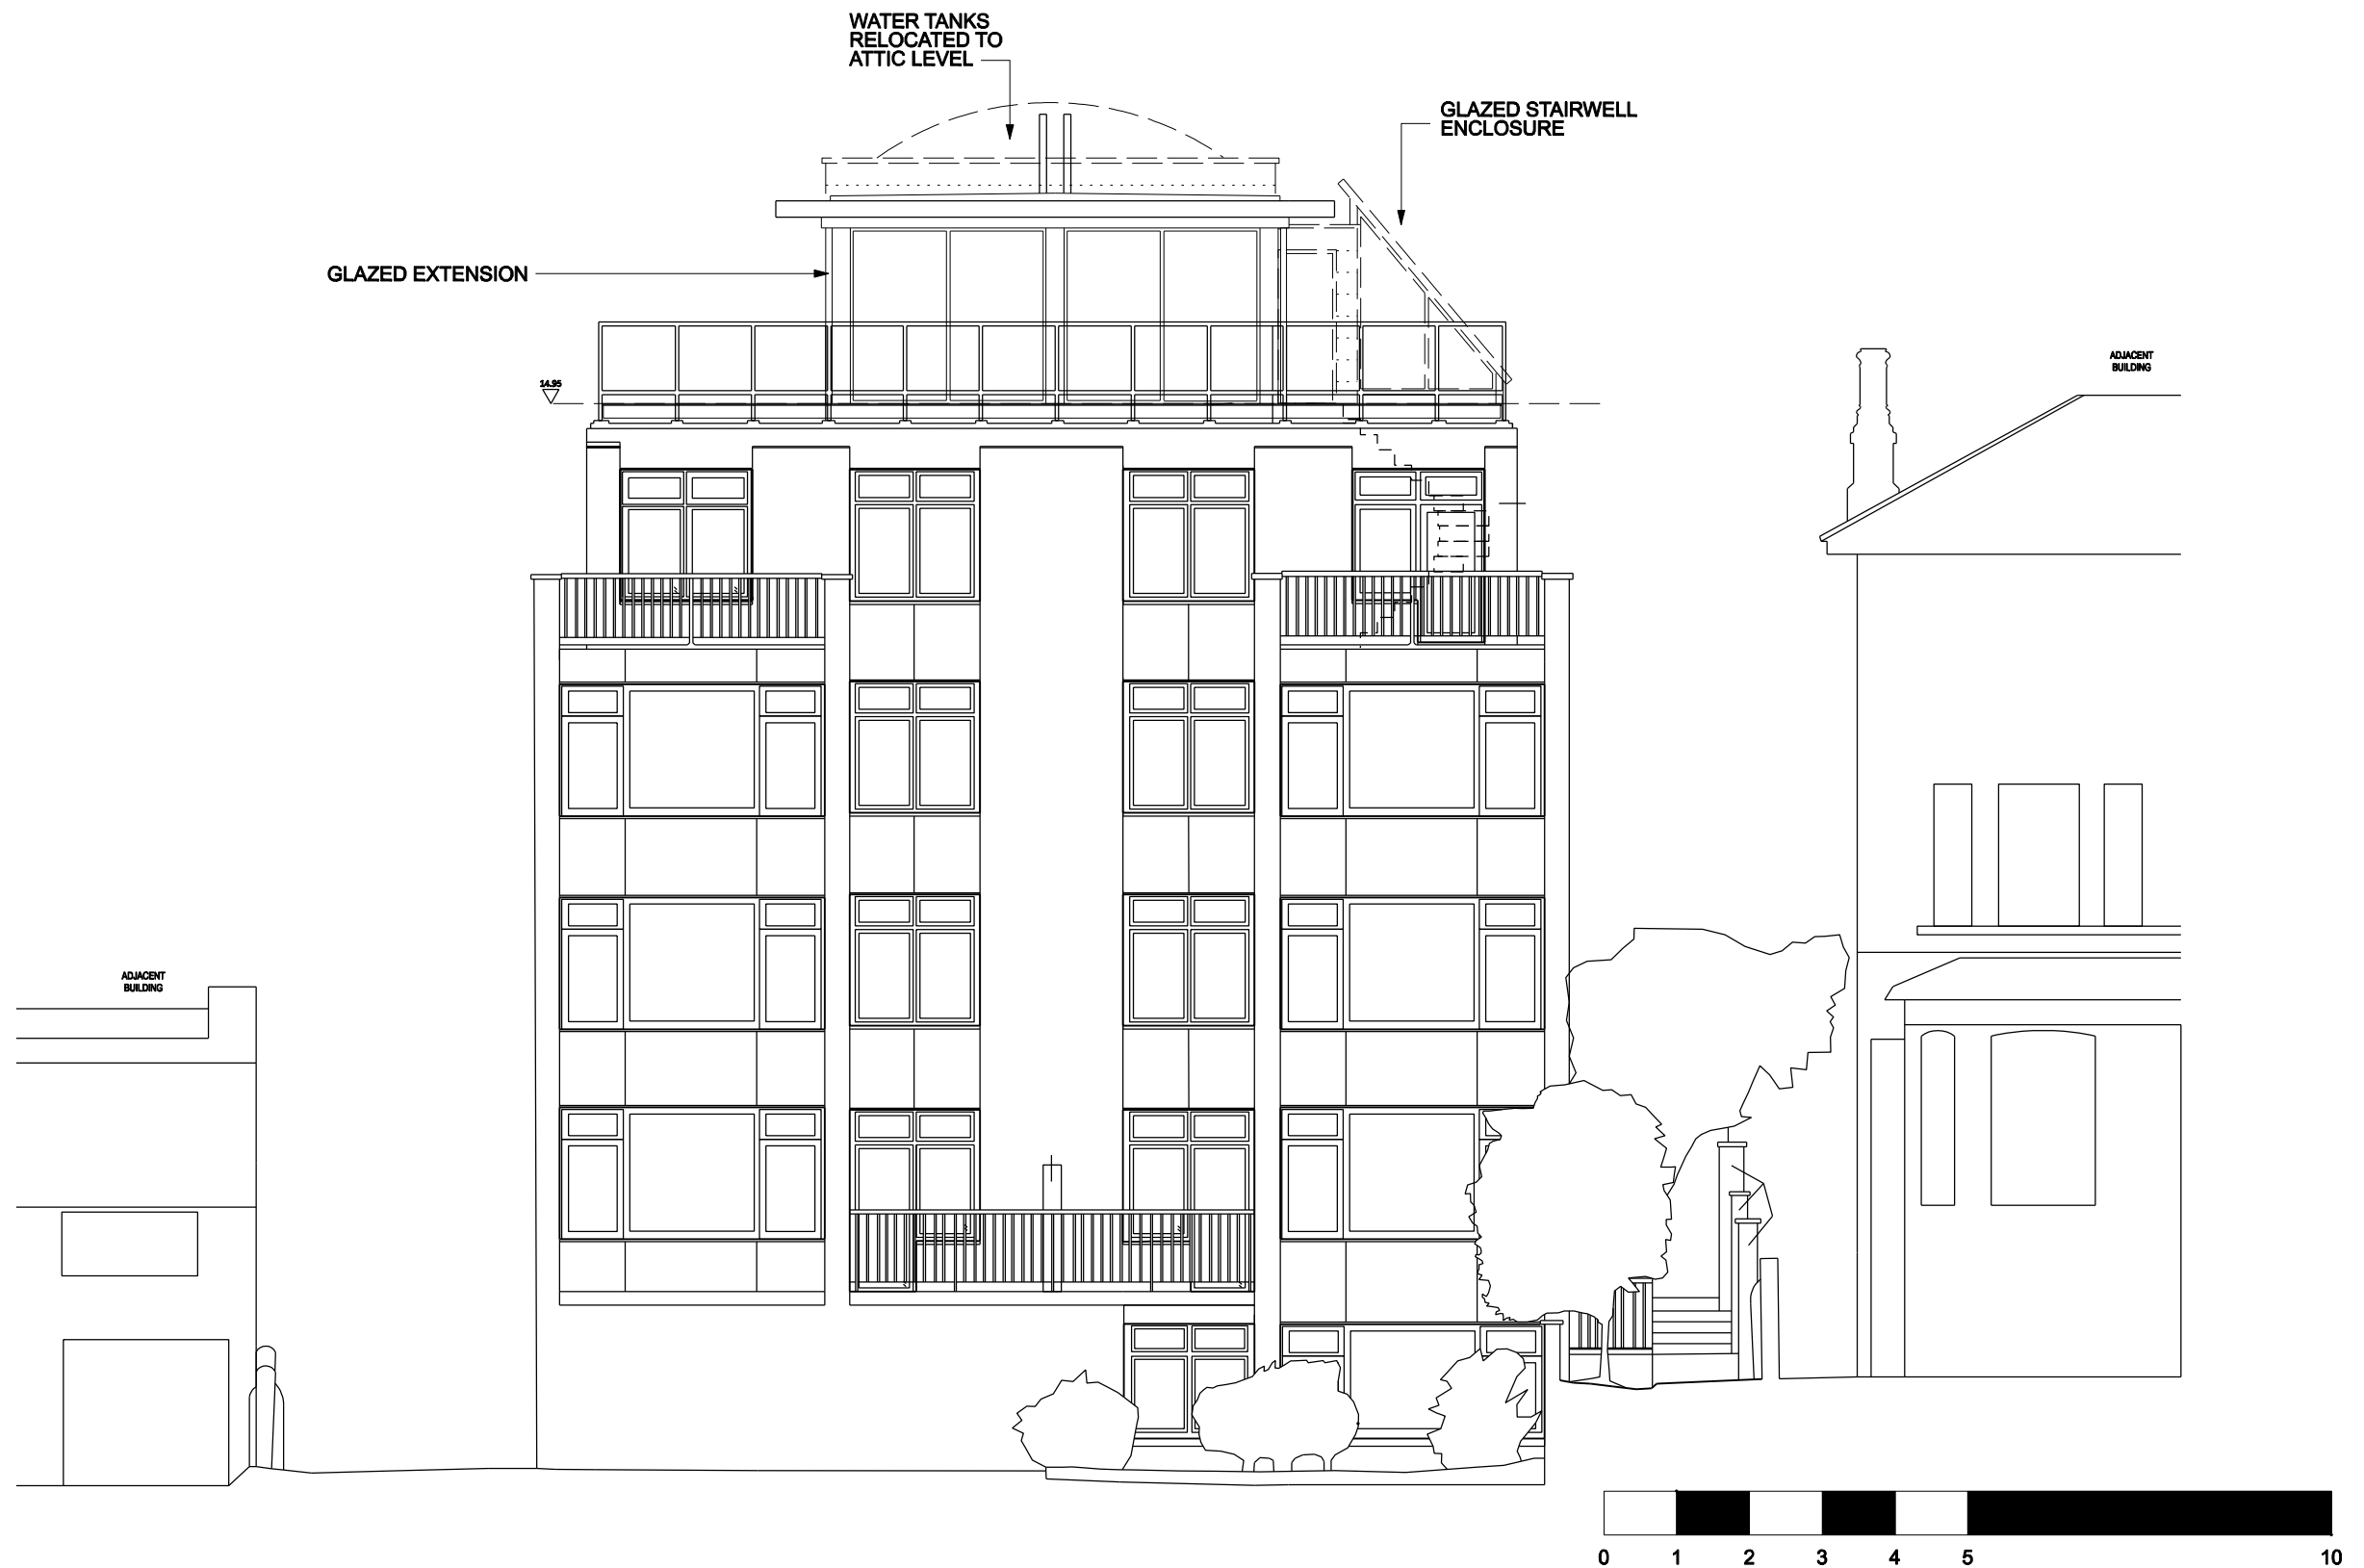 WATER TANKS
RELOCATED TO
ATTIC LEVEL
GLAZED STAIRWELL
ENCLOSURE
GLAZED EXTENSION
14.95
ADJACENT
BUILDING
ADJACENT
BUILDING
0 1 2 3 4 5 10